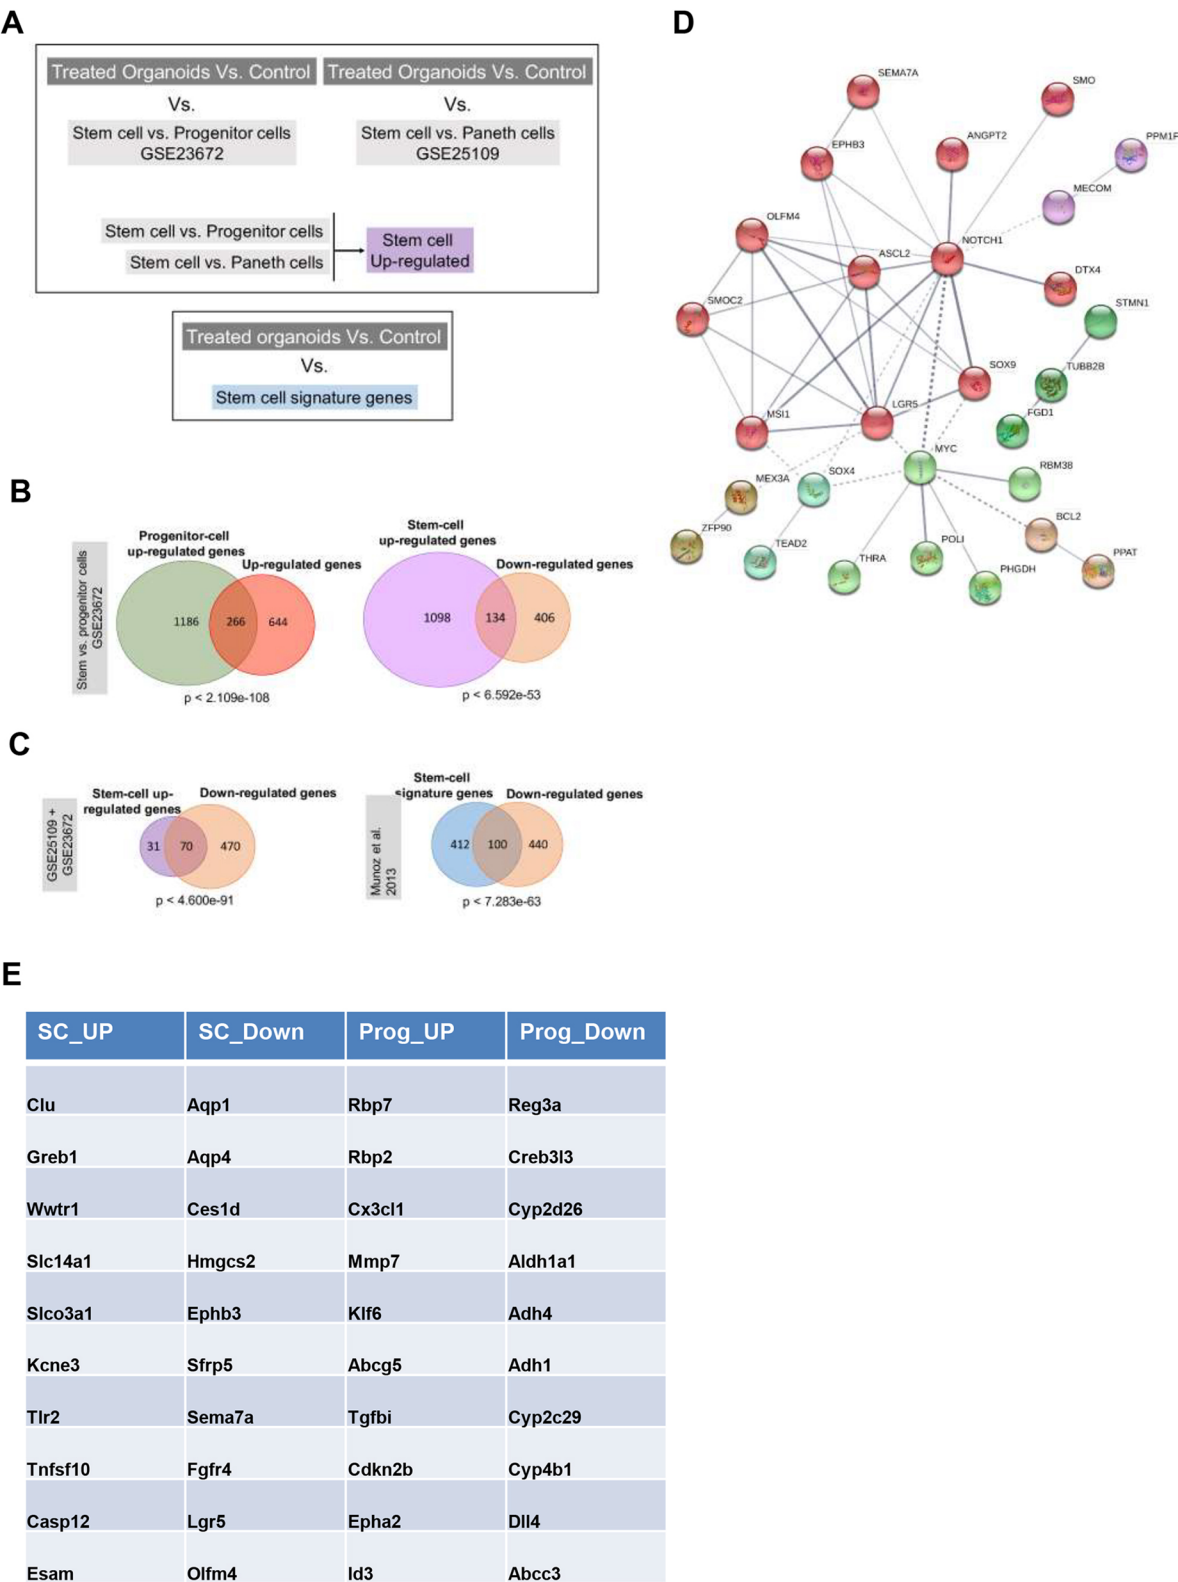 A
Treated Organoids Vs. Control
Treated Organoids Vs. Control
Vs.
Vs.
Stem cell vs. Progenitor cells
GSE23672
Stem cell vs. Paneth cells
GSE25109
Stem cell vs. Progenitor cells
Stem cell vs. Paneth cells
Stem cell
Up-regulated
Treated organoids Vs. Control
Vs.
Stem cell signature genes
B
Stem vs. progenitor cells
GSE23672
Progenitor-cell
up-regulated genes
Up-regulated genes
1186
266
644
p < 2.109e-108
Stem-cell
up-regulated genes
Down-regulated genes
1098
134
406
p < 6.592e-53
C
GSE25109 +
GSE23672
Stem-cell up-
regulated genes
Down-regulated genes
31
70
470
p < 4.600e-91
Munoz et al.
2013
Stem-cell
signature genes
Down-regulated genes
412
100
440
p < 7.283e-63
D
SEMA7A
SMO
EPHB3
ANGPT2
PPM1F
MECOM
OLFM4
NOTCH1
ASCL2
DTX4
SMOC2
STMN1
SOX9
TUBB2B
MSI1
LGR5
FGD1
MYC
MEX3A
SOX4
RBM38
ZFP90
TEAD2
BCL2
THRA
POLI
PHGDH
PPAT
E
SC_UP SC_Down Prog_UP Prog_Down
Clu Aqp1 Rbp7 Reg3a
Greb1 Aqp4 Rbp2 Creb3l3
Wwtr1 Ces1d Cx3cl1 Cyp2d26
Slc14a1 Hmgcs2 Mmp7 Aldh1a1
Slco3a1 Ephb3 Klf6 Adh4
Kcne3 Sfrp5 Abcg5 Adh1
Tlr2 Sema7a Tgfbi Cyp2c29
Tnfsf10 Fgfr4 Cdkn2b Cyp4b1
Casp12 Lgr5 Epha2 Dll4
Esam Olfm4 Id3 Abcc3